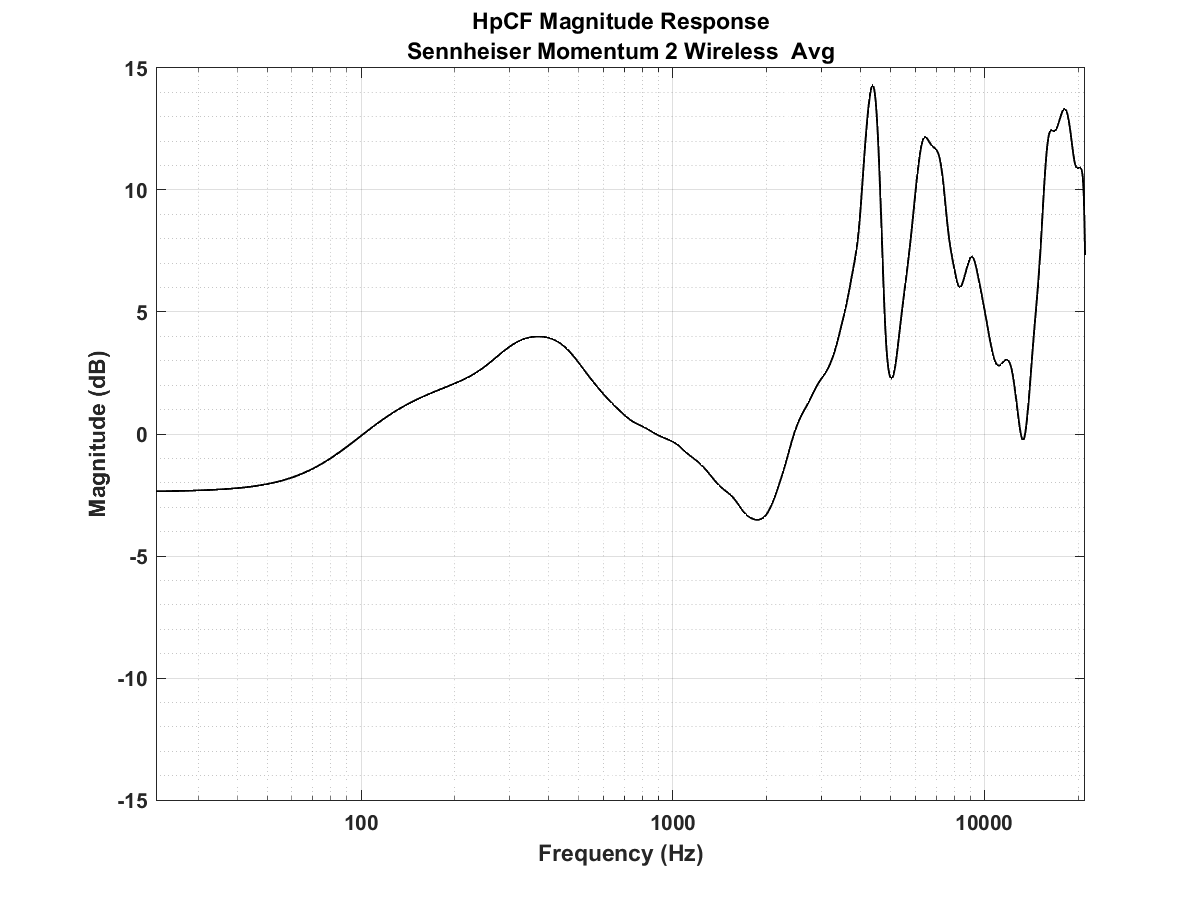 HpCF Magnitude Response
Sennheiser Momentum 2 Wireless  Avg
15
10
5
0
-5
-10
-15
Magnitude (dB)
100
1000
10000
Frequency (Hz)